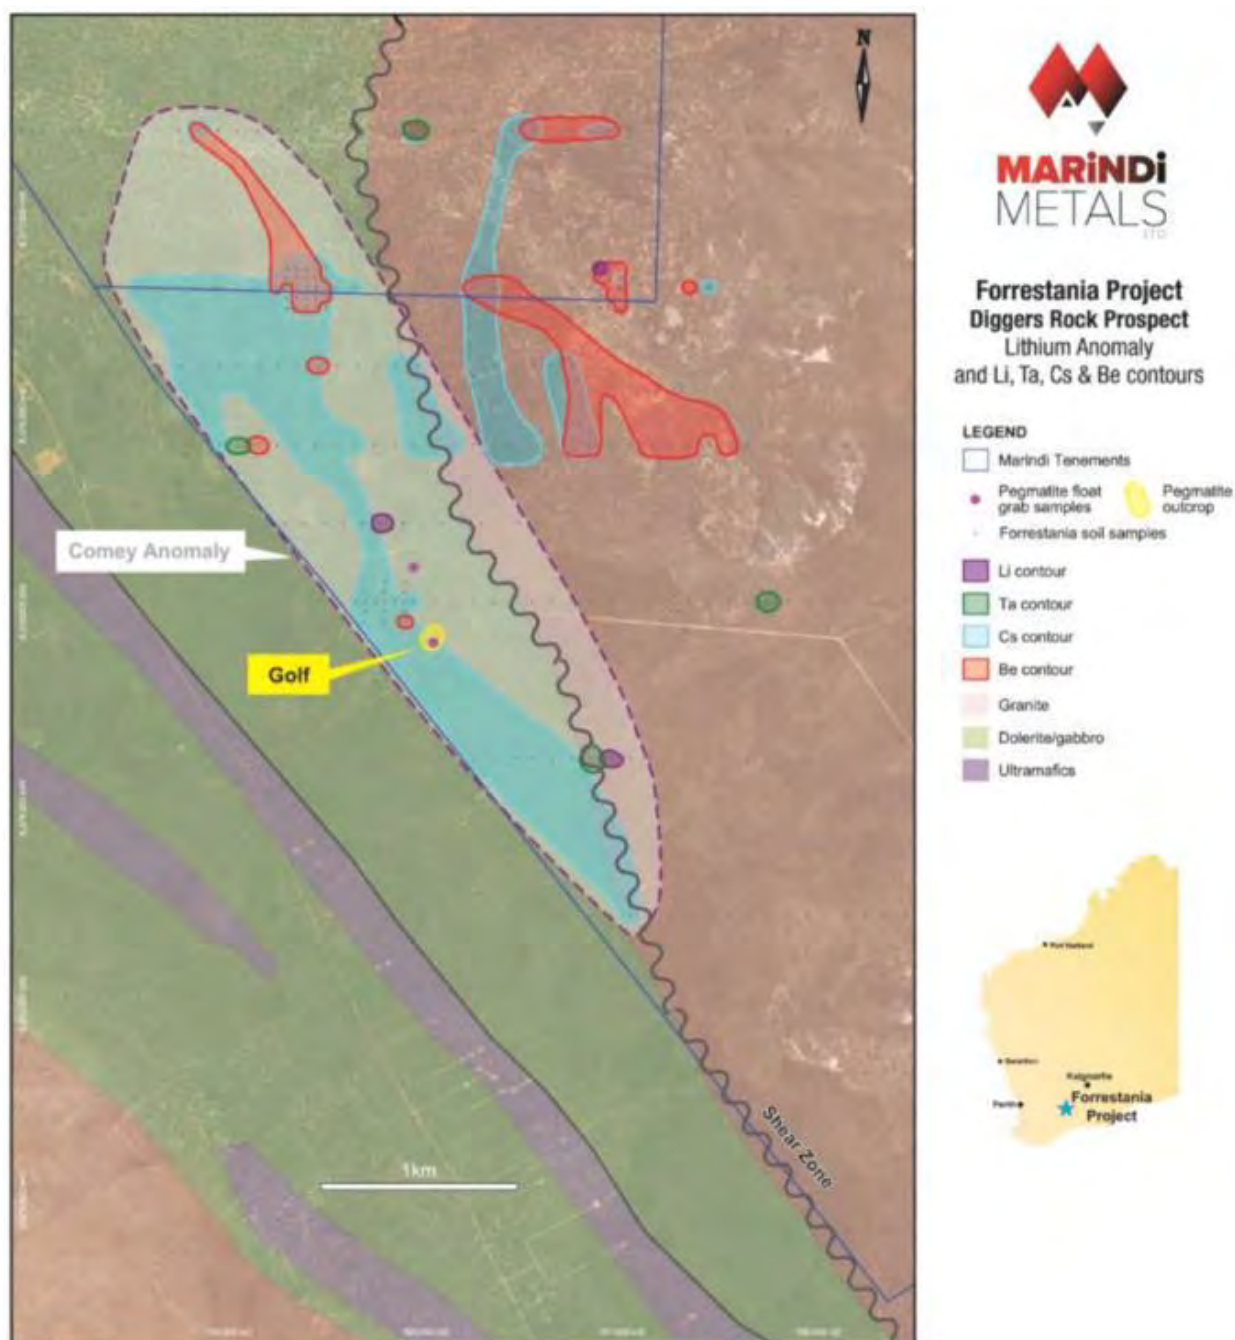 N
MARiNDi
METALS
LTD
Forrestania Project
Diggers Rock Prospect
Lithium Anomaly
and Li, Ta, Cs & Be contours
LEGEND
Marindi Tenements
Pegmatite float
grab samples
Pegmatite
outcrop
Forrestania soil samples
Li contour
Ta contour
Cs contour
Be contour
Granite
Dolerite/gabbro
Ultramafics
Comey Anomaly
Golf
Shear Zone
1km
Kalgoorlie
Perth
Forrestania
Project